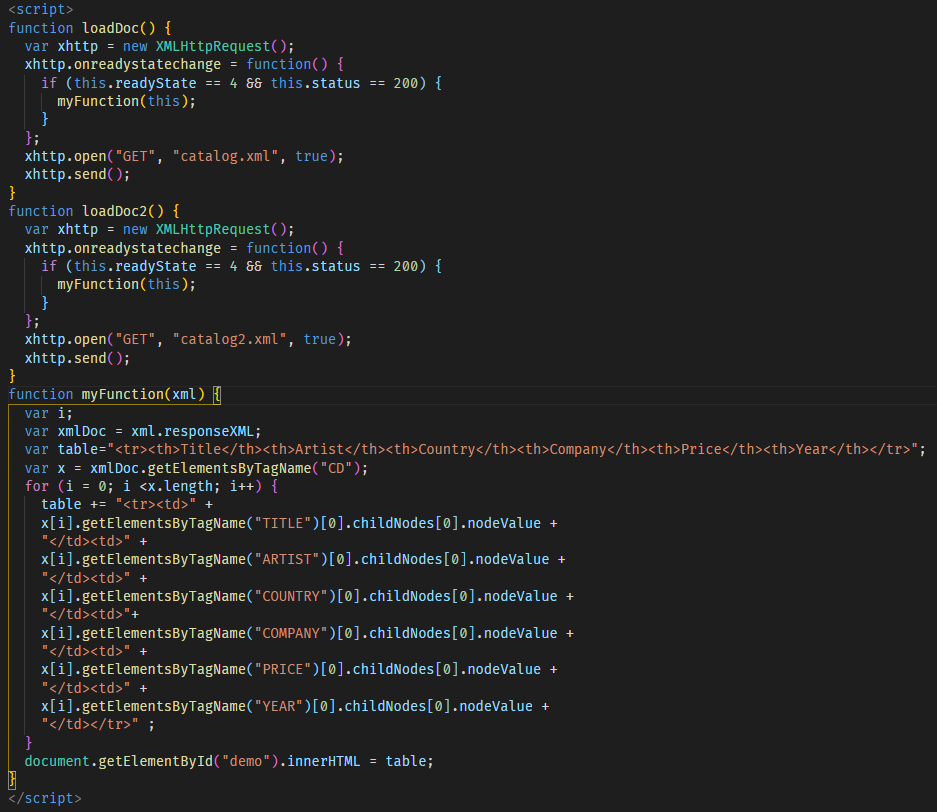 <script>
function loadDoc() {
  var xhttp = new XMLHttpRequest();
  xhttp.onreadystatechange = function() {
    if (this.readyState == 4 && this.status == 200) {
      myFunction(this);
    }
  };
  xhttp.open("GET", "catalog.xml", true);
  xhttp.send();
}
function loadDoc2() {
  var xhttp = new XMLHttpRequest();
  xhttp.onreadystatechange = function() {
    if (this.readyState == 4 && this.status == 200) {
      myFunction(this);
    }
  };
  xhttp.open("GET", "catalog2.xml", true);
  xhttp.send();
}
function myFunction(xml) {
  var i;
  var xmlDoc = xml.responseXML;
  var table="<tr><th>Title</th><th>Artist</th><th>Country</th><th>Company</th><th>Price</th><th>Year</th></tr>";
  var x = xmlDoc.getElementsByTagName("CD");
  for (i = 0; i <x.length; i++) {
    table += "<tr><td>" +
    x[i].getElementsByTagName("TITLE")[0].childNodes[0].nodeValue +
    "</td><td>" +
    x[i].getElementsByTagName("ARTIST")[0].childNodes[0].nodeValue +
    "</td><td>" +
    x[i].getElementsByTagName("COUNTRY")[0].childNodes[0].nodeValue +
    "</td><td>"+
    x[i].getElementsByTagName("COMPANY")[0].childNodes[0].nodeValue +
    "</td><td>" +
    x[i].getElementsByTagName("PRICE")[0].childNodes[0].nodeValue +
    "</td><td>" +
    x[i].getElementsByTagName("YEAR")[0].childNodes[0].nodeValue +
    "</td></tr>" ;
  }
  document.getElementById("demo").innerHTML = table;
}
</script>